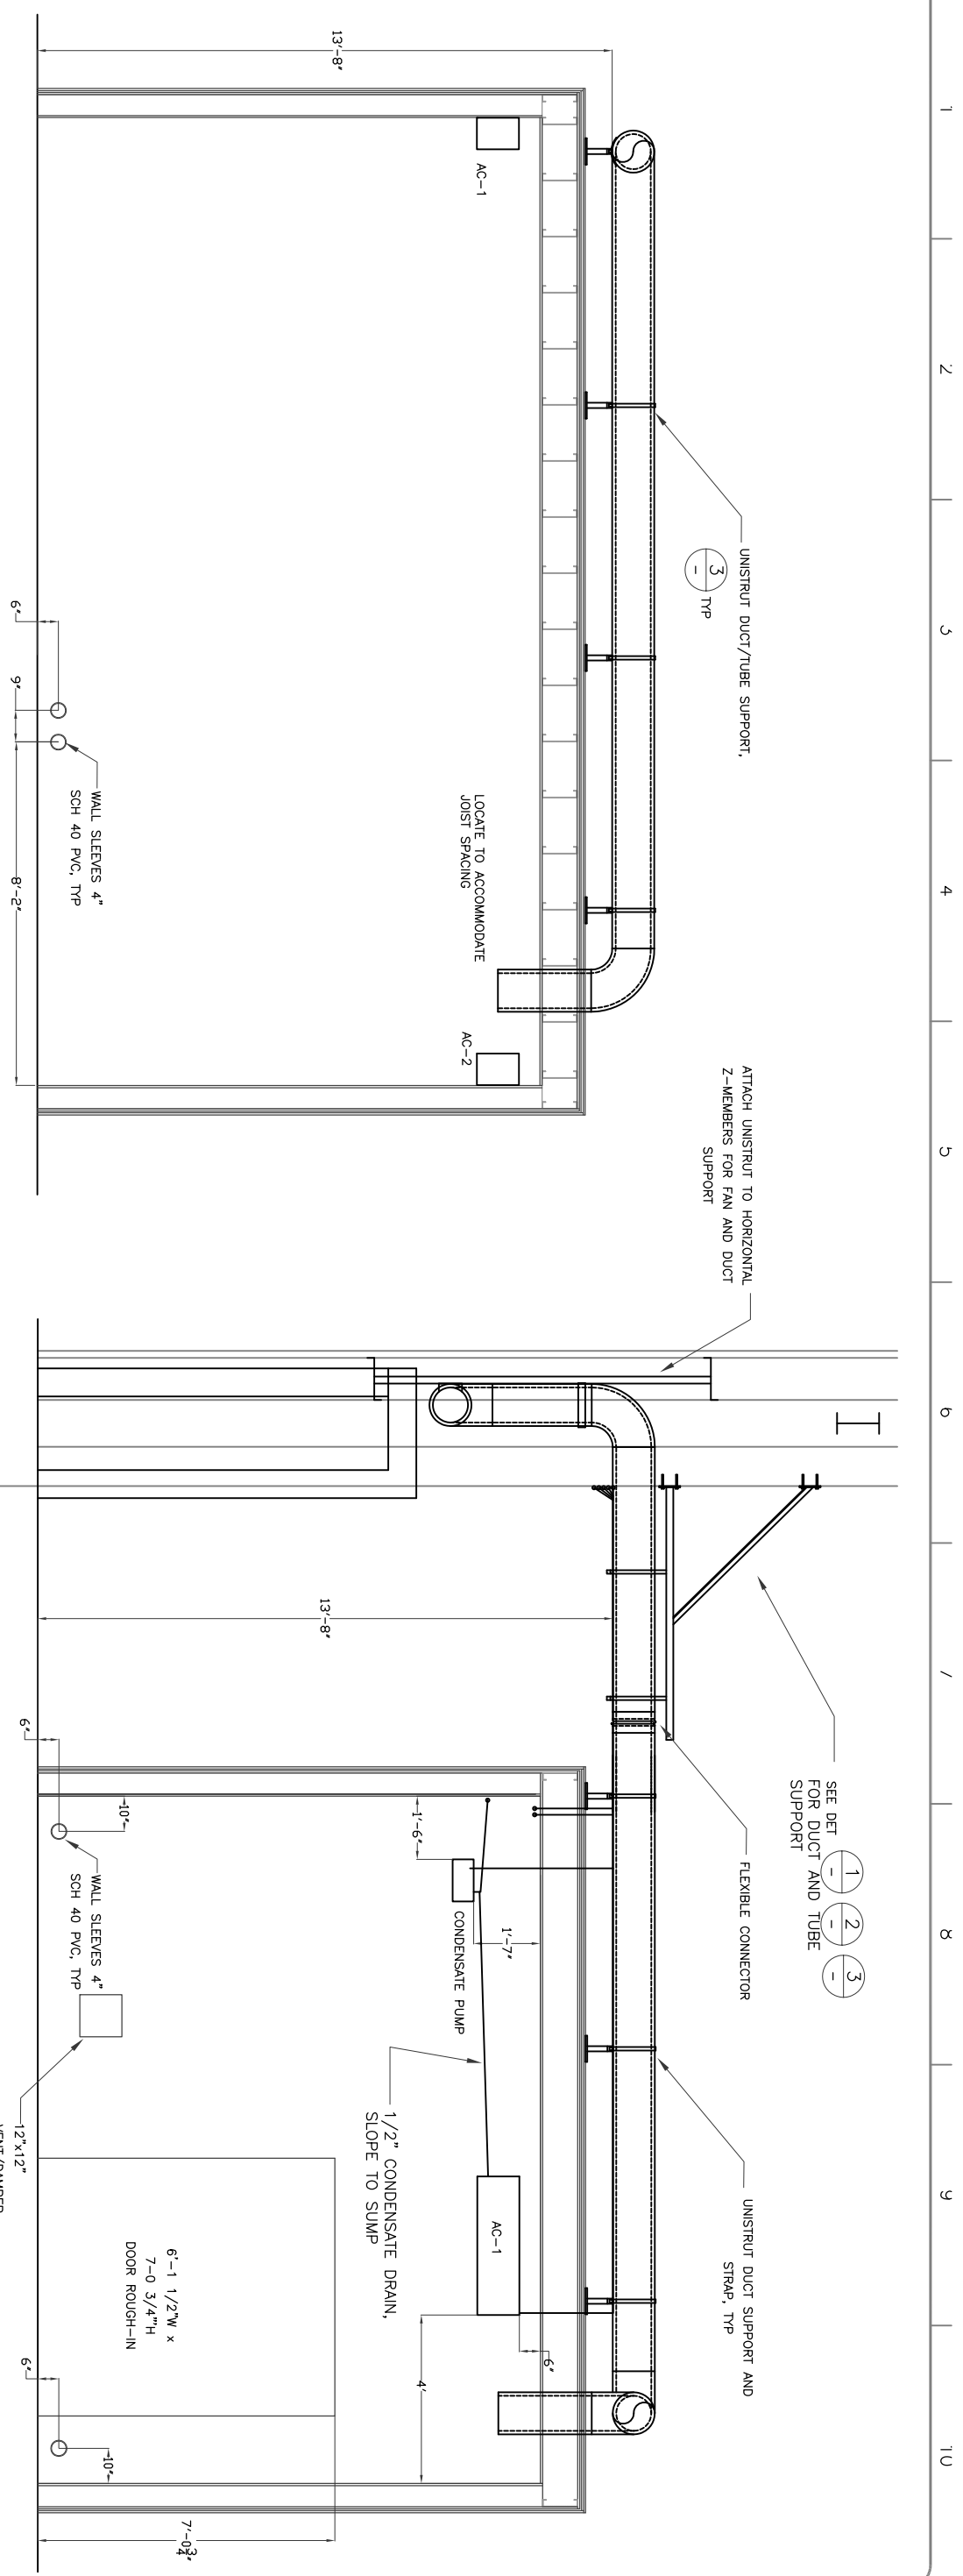 1
2
3
4
5
6
7
8
9
10
13'-8"
AC-1
UNISTRUT DUCT/TUBE SUPPORT,
3
-
TYP
6"
9"
8'-2"
WALL SLEEVES 4"
SCH 40 PVC, TYP
LOCATE TO ACCOMMODATE
JOIST SPACING
AC-2
ATTACH UNISTRUT TO HORIZONTAL
Z-MEMBERS FOR FAN AND DUCT
SUPPORT
SEE DET
1
-
2
-
3
-
FOR DUCT AND TUBE
SUPPORT
FLEXIBLE CONNECTOR
UNISTRUT DUCT SUPPORT AND
STRAP, TYP
13'-8"
6"
10"
1'-6"
1'-7"
CONDENSATE PUMP
WALL SLEEVES 4"
SCH 40 PVC, TYP
1/2" CONDENSATE DRAIN,
SLOPE TO SUMP
AC-1
6"
4'
12"x12"
6'-1 1/2"W x
7-0 3/4"'H
DOOR ROUGH-IN
6"
10"
7'-0 3/4"